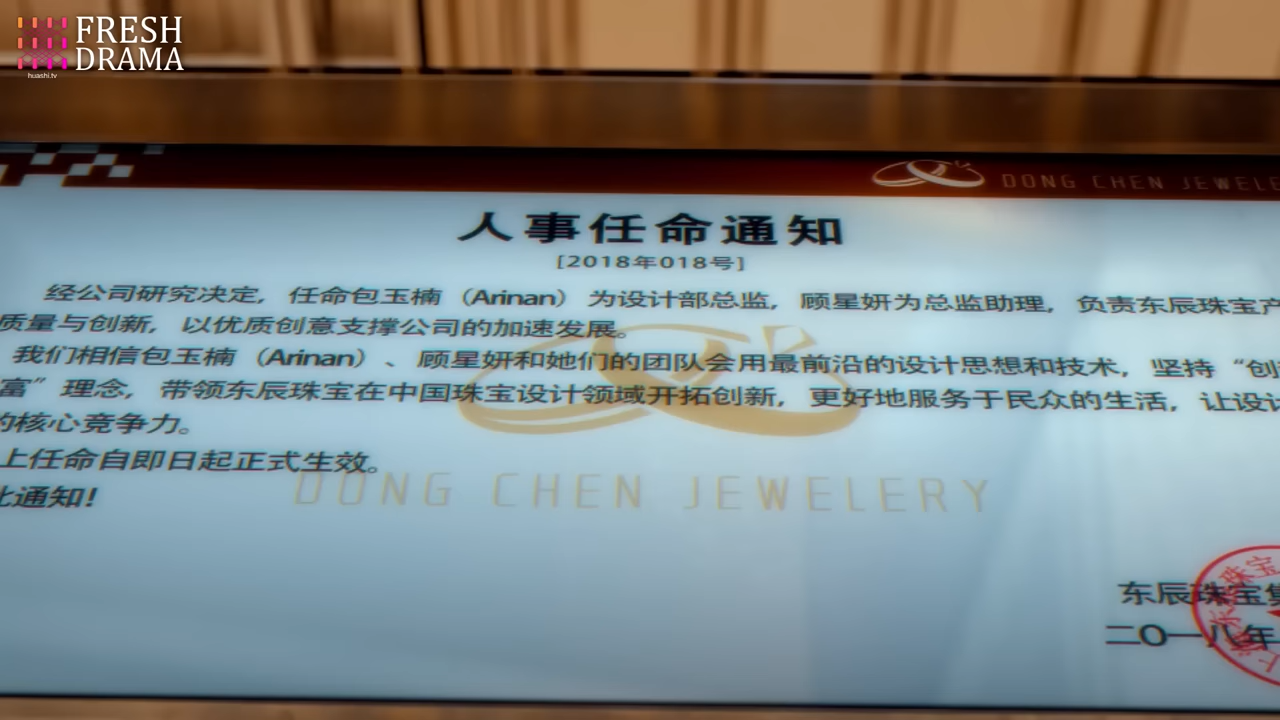 FRESH
DRAMA
huashi.tv
DONG CHEN JEWEL
人事任命通知
[2018年018号]
经公司研究决定,任命包玉楠(Arinan)为设计部总监,顾星妍为总监助理,负责东辰珠宝产
质量与创新,以优质创意支撑公司的加速发展。
我们相信包玉楠(Arinan)、顾星妍和她们的团队会用最前沿的设计思想和技术,坚持“创
富”理念,带领东辰珠宝在中国珠宝设计领域开拓创新,更好地服务于民众的生活,让设计
的核心竞争力。
上任命自即日起正式生效。
此通知!
DONG CHEN JEWELERY
东辰珠宝集
二〇一八年